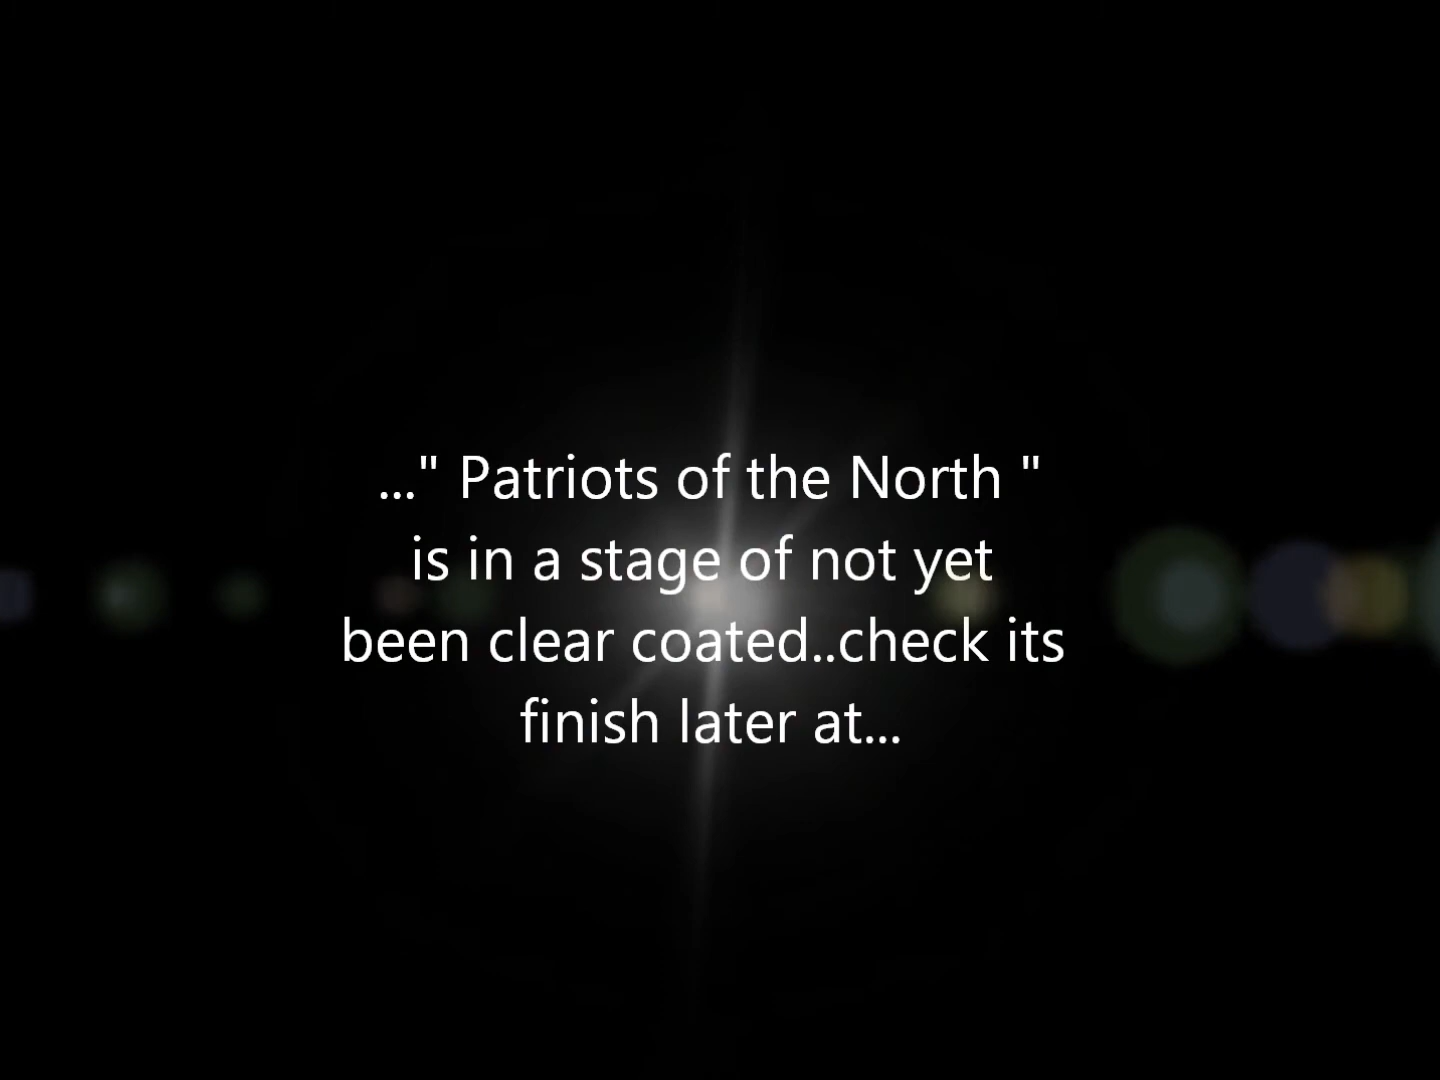 ..." Patriots of the North "
is in a stage of not yet
been clear coated..check its
finish later at...